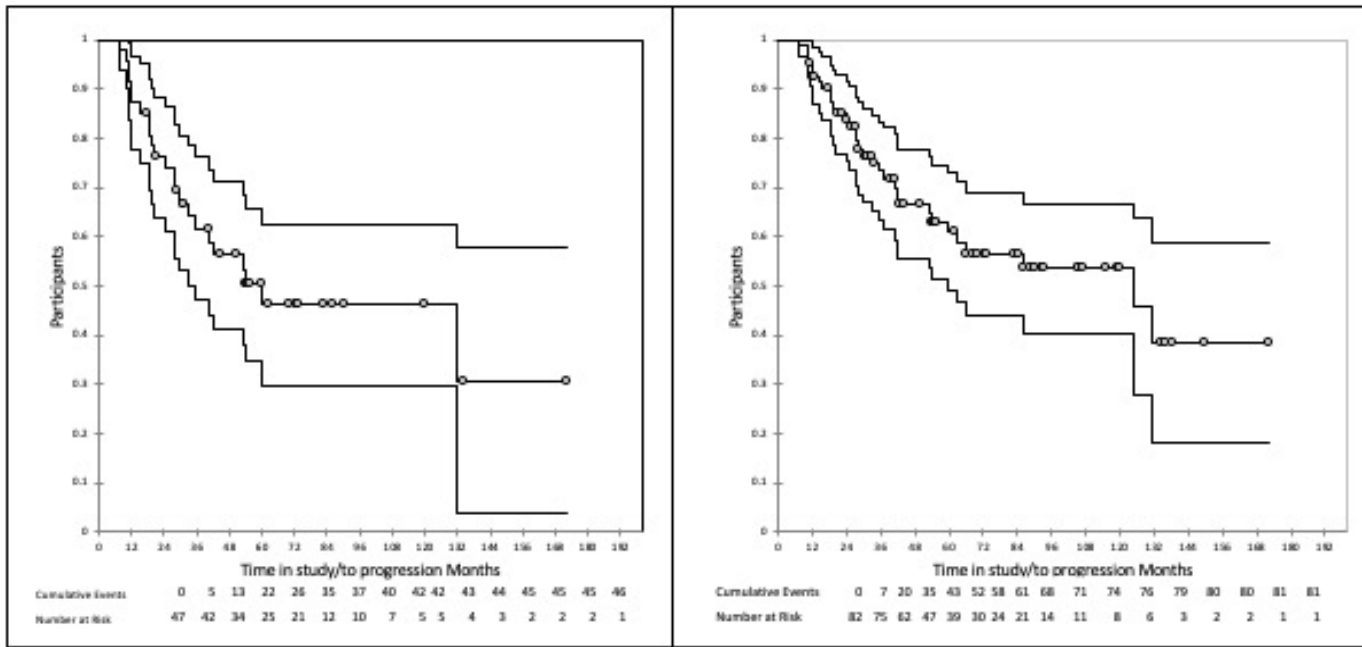 1
0.9
0.8
0.7
0.6
0.5
0.4
0.3
0.2
0.1
0
Participants
0 12 24 36 48 60 72 84 96 108 120 132 144 156 168 180 192
Time in study/to progression Months
Cumulative Events 0 5 13 22 26 35 37 40 42 42 43 44 45 45 45 46
Number at Risk 47 42 34 25 21 12 10 7 5 5 4 3 2 2 2 1
1
0.9
0.8
0.7
0.6
0.5
0.4
0.3
0.2
0.1
0
Participants
0 12 24 36 48 60 72 84 96 108 120 132 144 156 168 180 192
Time in study/to progression Months
Cumulative Events 0 7 20 35 43 52 58 61 68 71 74 76 79 80 80 81 81
Number at Risk 82 75 62 47 39 30 24 21 14 11 8 6 3 2 2 1 1